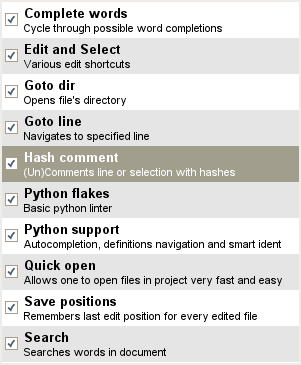 Complete words
Cycle through possible word completions
Edit and Select
Various edit shortcuts
Goto dir
Opens file's directory
Goto line
Navigates to specified line
Hash comment
(Un)Comments line or selection with hashes
Python flakes
Basic python linter
Python support
Autocompletion, definitions navigation and smart ident
Quick open
Allows one to open files in project very fast and easy
Save positions
Remembers last edit position for every edited file
Search
Searches words in document